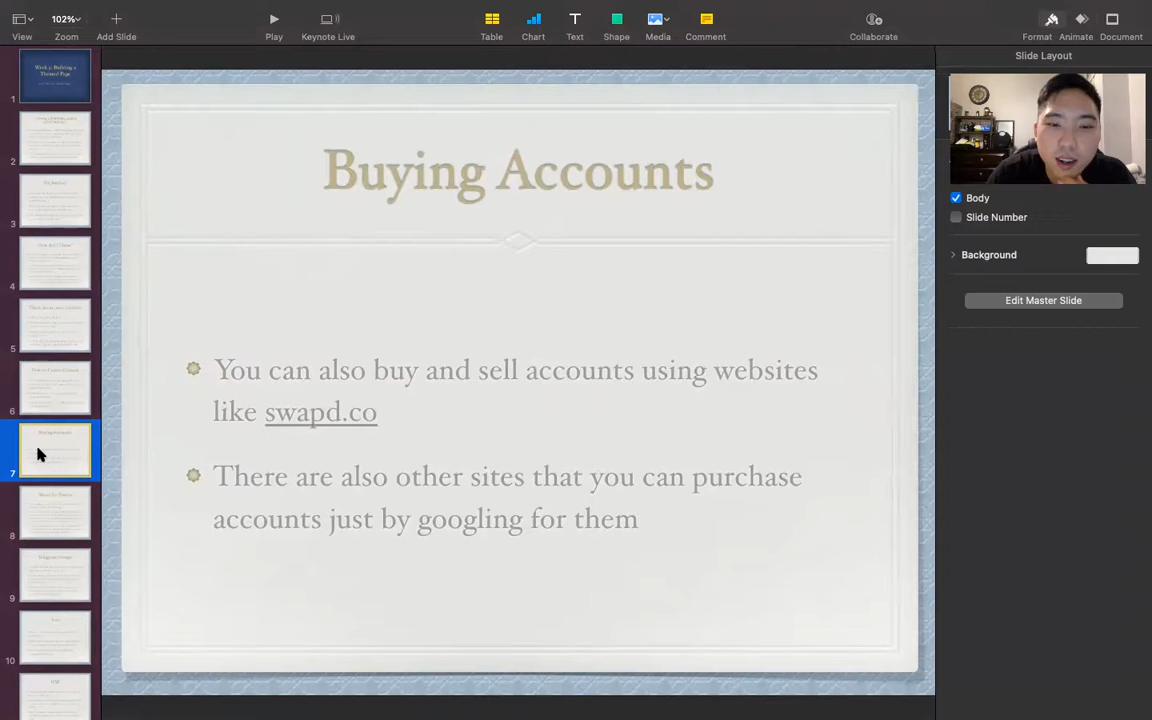 102%
View
Zoom
Add Slide
Play
Keynote Live
Table
Chart
Text
Shape
Media
Comment
Collaborate
Format
Animate
Document
Slide Layout
Body
Slide Number
Background
Edit Master Slide
1
2
3
4
5
6
7
8
9
10
Buying Accounts
You can also buy and sell accounts using websites
like swapd.co
There are also other sites that you can purchase
accounts just by googling for them